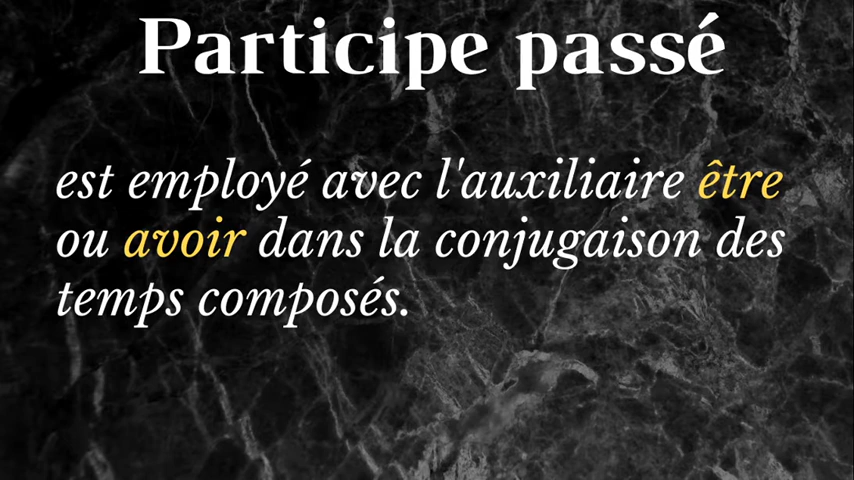 Participe passé
est employé avec l'auxiliaire être
ou avoir dans la conjugaison des
temps composés.